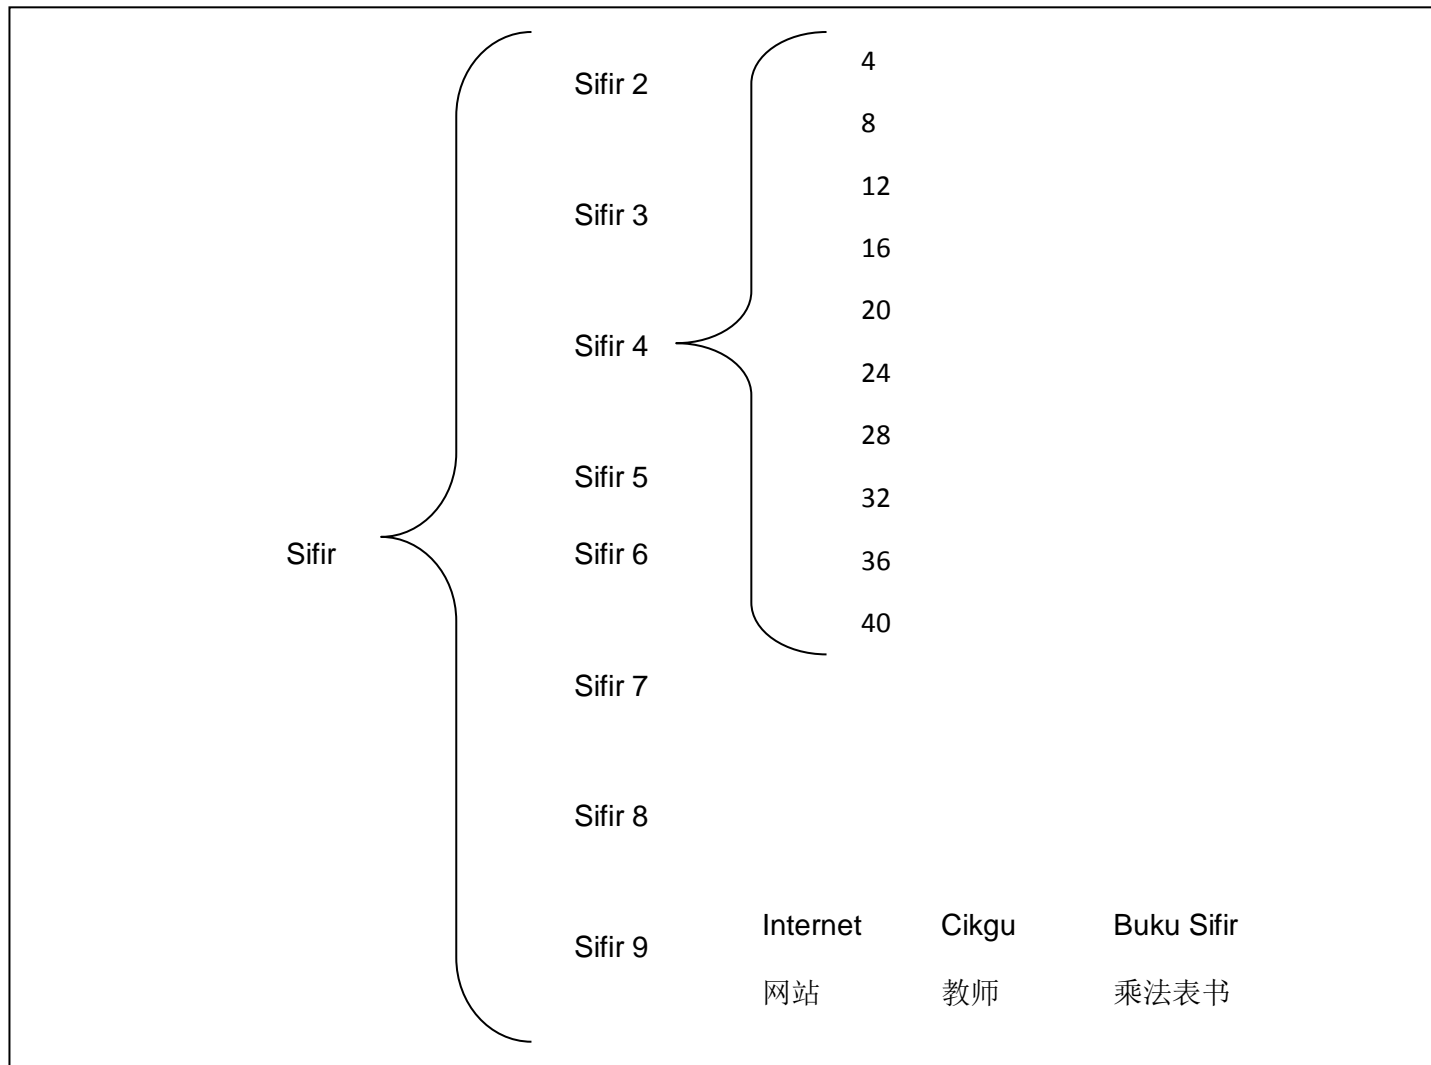 Sifir
Sifir 2
Sifir 3
Sifir 4
Sifir 5
Sifir 6
Sifir 7
Sifir 8
Sifir 9
4
8
12
16
20
24
28
32
36
40
Internet Cikgu Buku Sifir
网站 教师 乘法表书